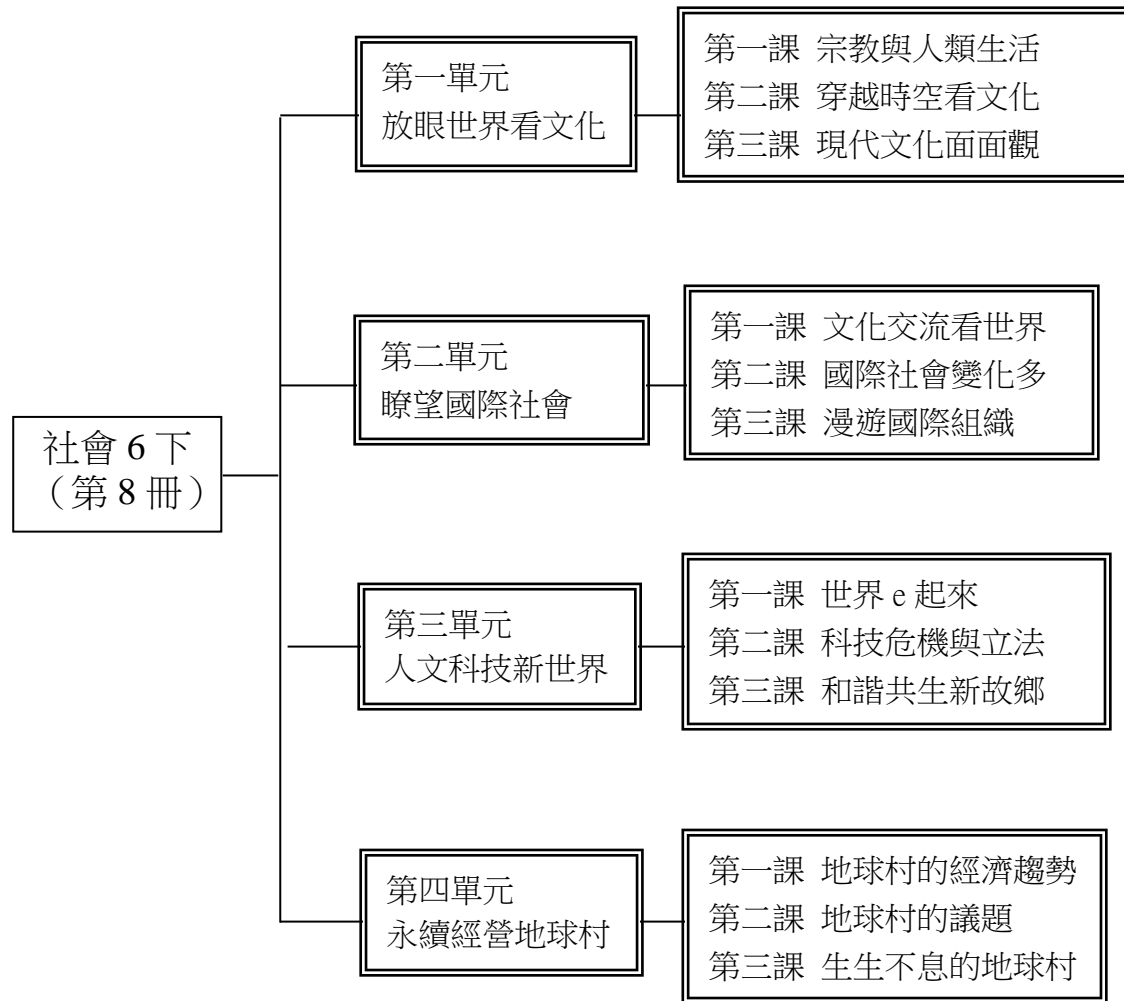 社會 6 下
（第 8 冊）
第一單元
放眼世界看文化
第一課 宗教與人類生活
第二課 穿越時空看文化
第三課 現代文化面面觀
第二單元
瞭望國際社會
第一課 文化交流看世界
第二課 國際社會變化多
第三課 漫遊國際組織
第三單元
人文科技新世界
第一課 世界 e 起來
第二課 科技危機與立法
第三課 和諧共生新故鄉
第四單元
永續經營地球村
第一課 地球村的經濟趨勢
第二課 地球村的議題
第三課 生生不息的地球村